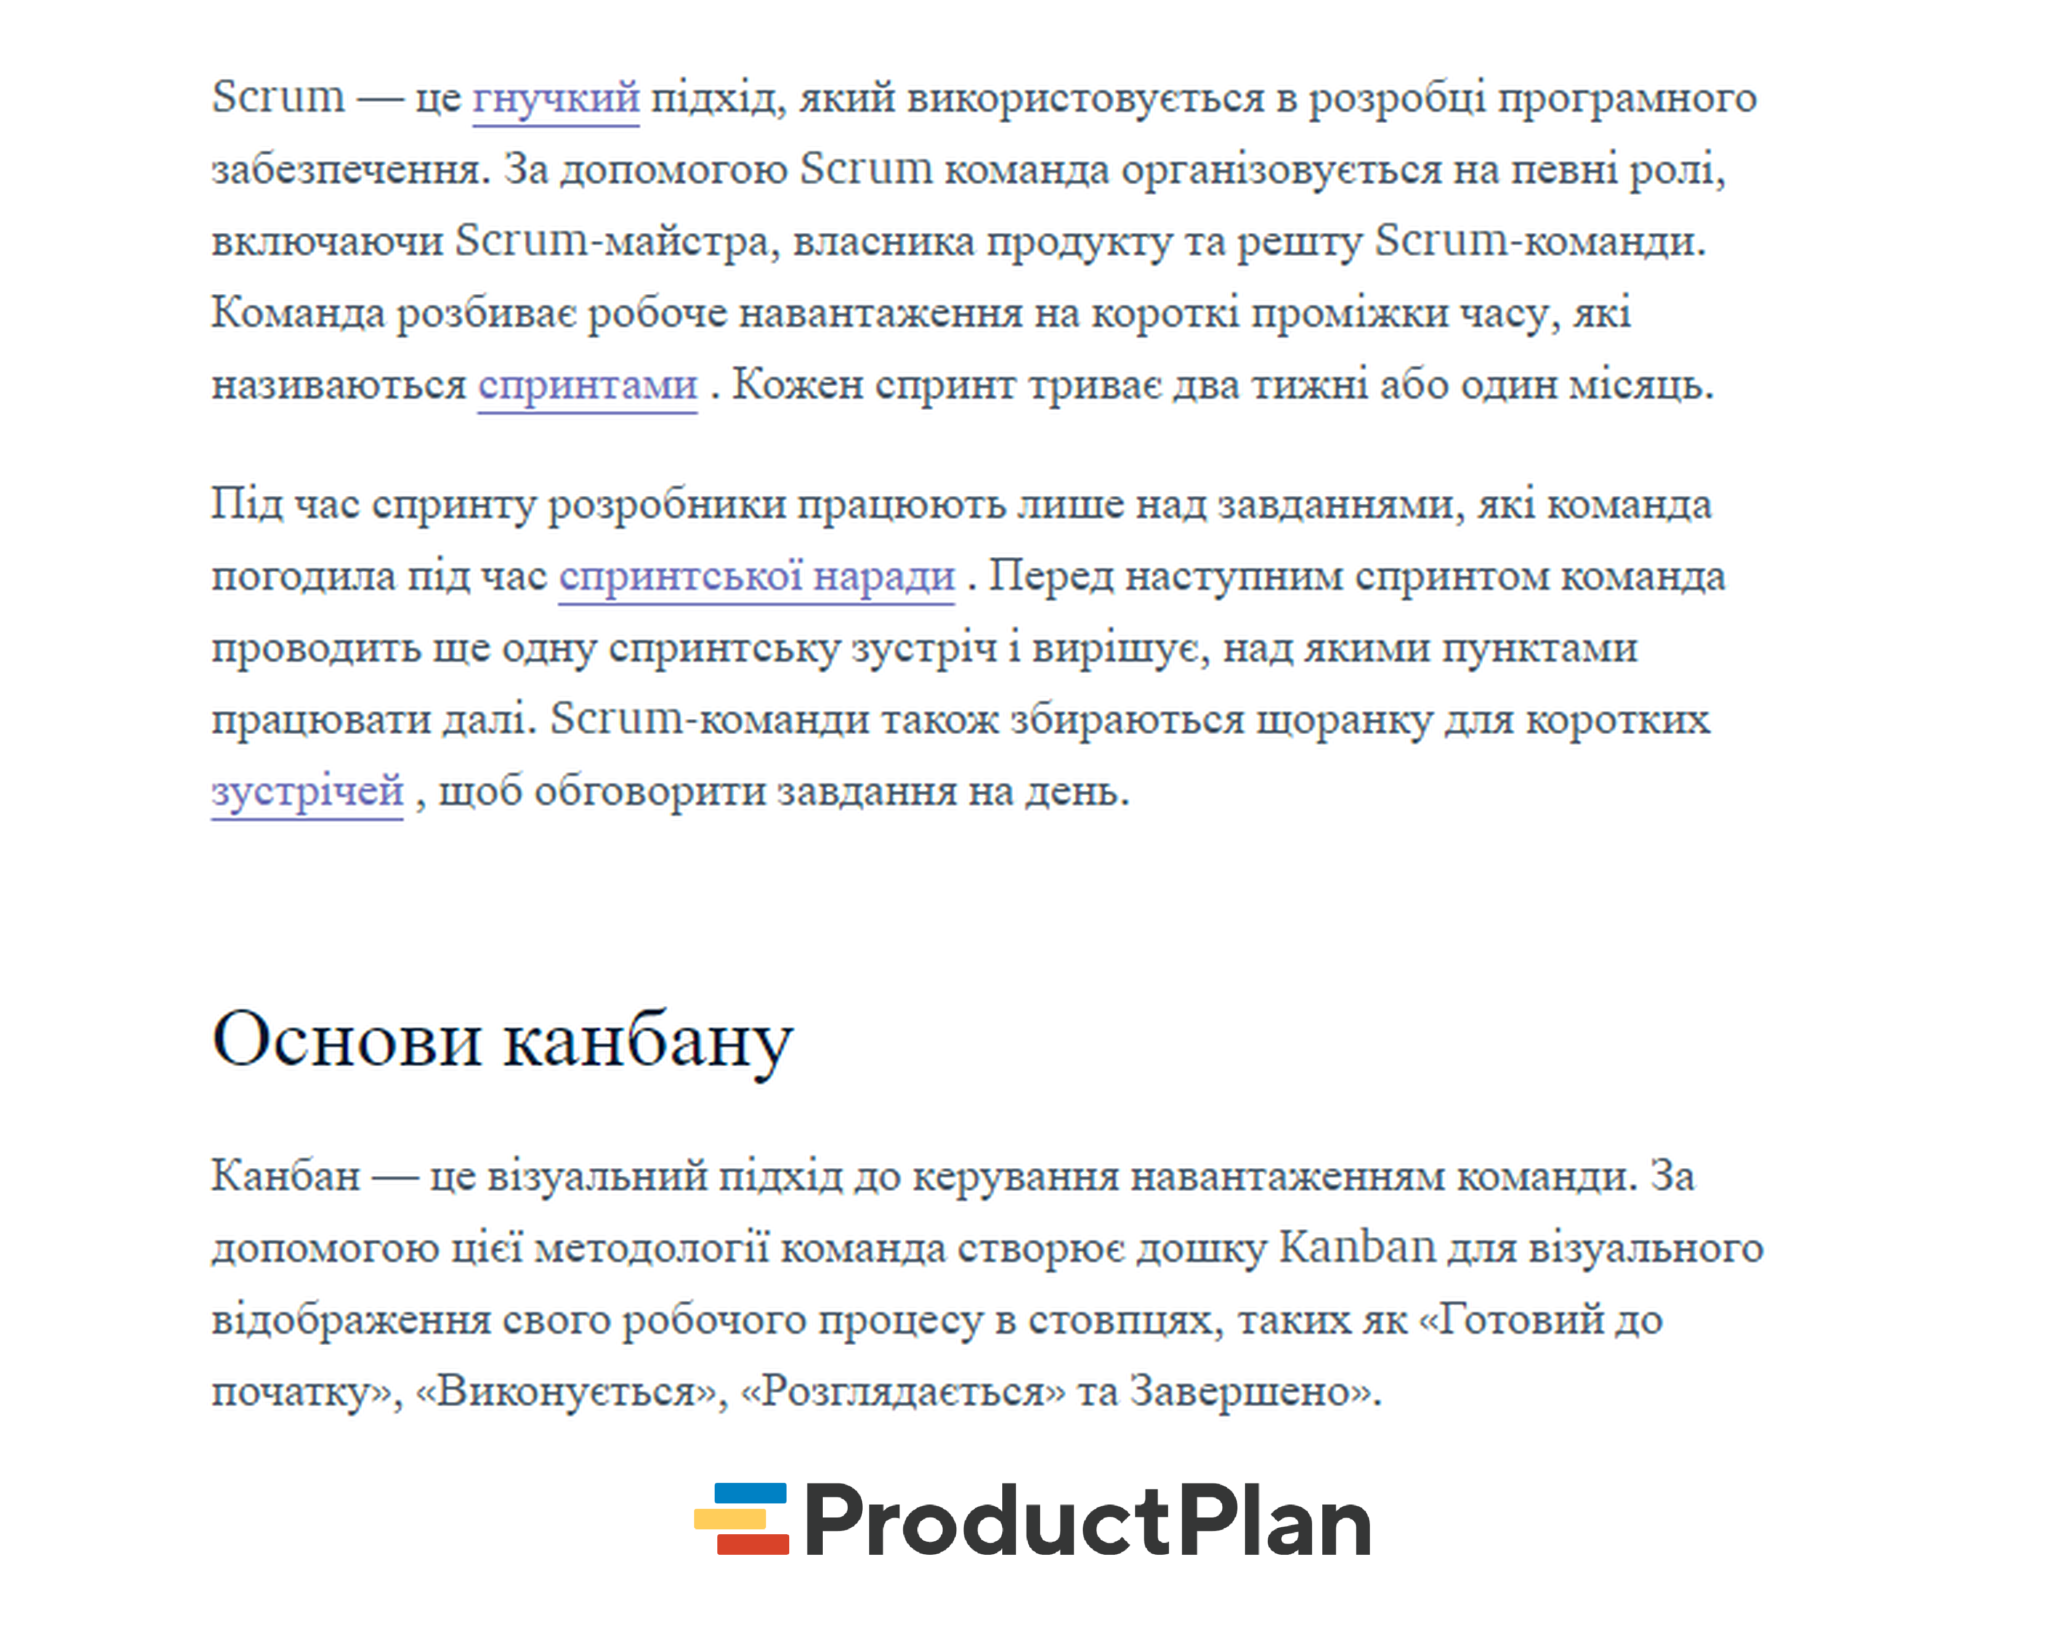 Scrum — це гнучкий підхід, який використовується в розробці програмного
забезпечення. За допомогою Scrum команда організовується на певні ролі,
включаючи Scrum-майстра, власника продукту та решту Scrum-команди.
Команда розбиває робоче навантаження на короткі проміжки часу, які
називаються спринтами . Кожен спринт триває два тижні або один місяць.
Під час спринту розробники працюють лише над завданнями, які команда
погодила під час спринтської наради . Перед наступним спринтом команда
проводить ще одну спринтську зустріч і вирішує, над якими пунктами
працювати далі. Scrum-команди також збираються щоранку для коротких
зустрічей , щоб обговорити завдання на день.
Основи канбану
Канбан — це візуальний підхід до керування навантаженням команди. За
допомогою цієї методології команда створює дошку Kanban для візуального
відображення свого робочого процесу в стовпцях, таких як «Готовий до
початку», «Виконується», «Розглядається» та Завершено».
ProductPlan